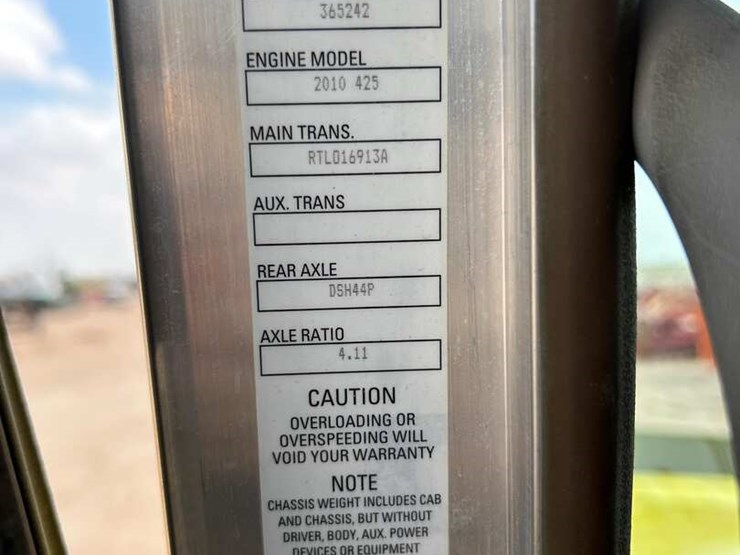 365242
ENGINE MODEL
2010 425
MAIN TRANS.
RTLO16913A
AUX. TRANS
REAR AXLE
DSH44P
AXLE RATIO
4.11
CAUTION
OVERLOADING OR
OVERSPEEDING WILL
VOID YOUR WARRANTY
NOTE
CHASSIS WEIGHT INCLUDES CAB
AND CHASSIS, BUT WITHOUT
DRIVER, BODY, AUX. POWER
DEVICES OR EQUIPMENT